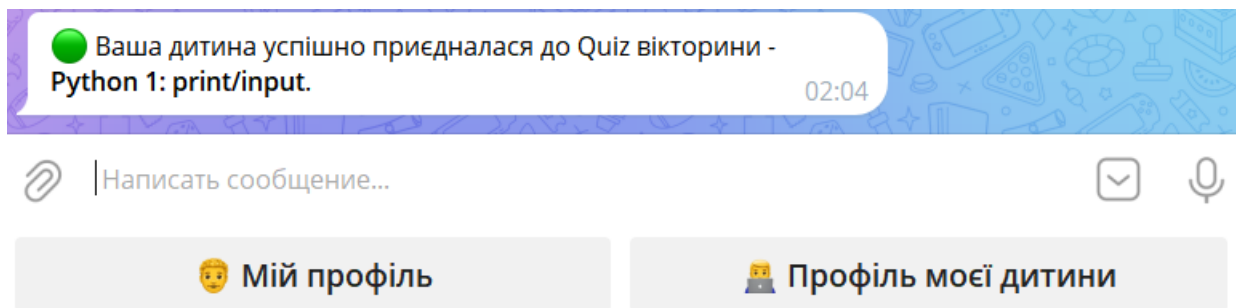 🟢 Ваша дитина успішно приєдналася до Quiz вікторини -
Python 1: print/input.
02:04
Написать сообщение...
👨‍🦰 Мій профіль
👨‍💻 Профіль моєї дитини